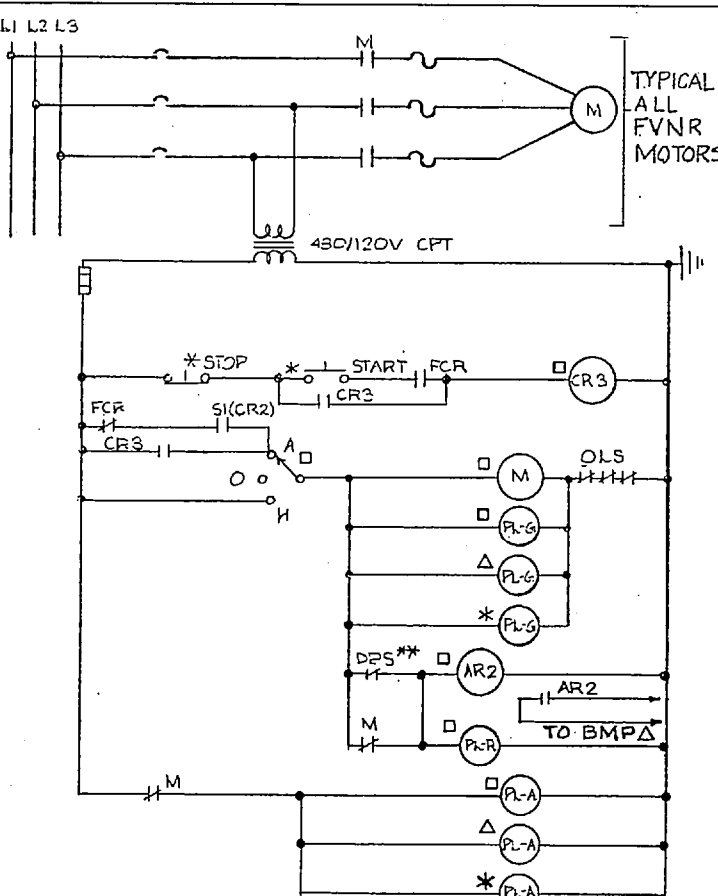 L1 L2 L3
M
M
TYPICAL
ALL
FVNR
MOTORS
480/120V CPT
* STOP
* START FCR
CR3
CR3
FCR
S1(CR2)
CR3
A
O
H
M
OLS
PL-G
PL-G
* PL-G
DPS **
AR2
AR2
TO BMP
M
PL-R
M
PL-A
PL-A
* PL-A